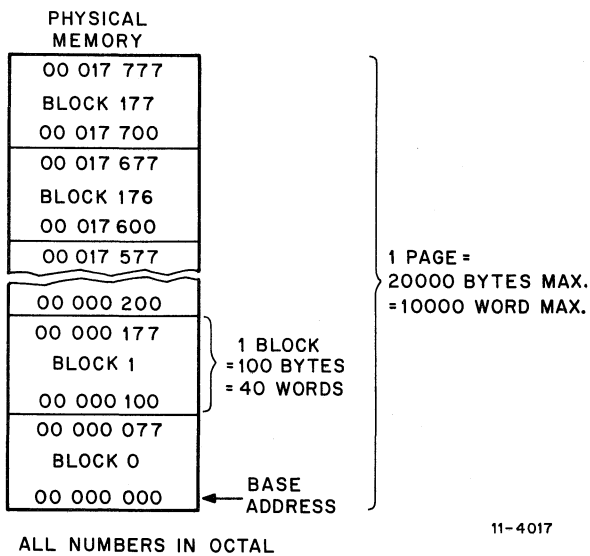 PHYSICAL
MEMORY
00 017 777
BLOCK 177
00 017 700
00 017 677
BLOCK 176
00 017 600
00 017 577
00 000 200
00 000 177
BLOCK 1
00 000 100
00 000 077
BLOCK 0
00 000 000
1 BLOCK
=100 BYTES
= 40 WORDS
BASE
ADDRESS
1 PAGE =
20000 BYTES MAX.
=10000 WORD MAX.
11-4017
ALL NUMBERS IN OCTAL